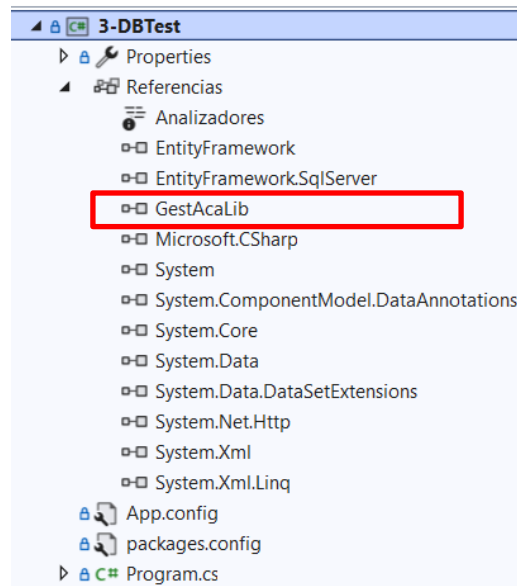 C# 3-DBTest
Properties
Referencias
Analizadores
EntityFramework
EntityFramework.SqlServer
GestAcaLib
Microsoft.CSharp
System
System.ComponentModel.DataAnnotations
System.Core
System.Data
System.Data.DataSetExtensions
System.Net.Http
System.Xml
System.Xml.Linq
App.config
packages.config
C# Program.cs